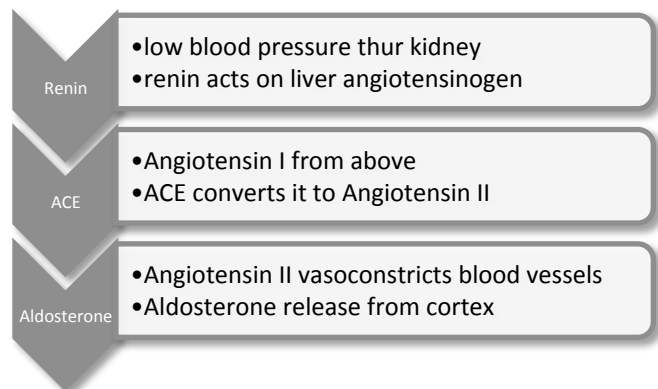 Renin
•low blood pressure thur kidney
•renin acts on liver angiotensinogen
ACE
•Angiotensin I from above
•ACE converts it to Angiotensin II
Aldosterone
•Angiotensin II vasoconstricts blood vessels
•Aldosterone release from cortex